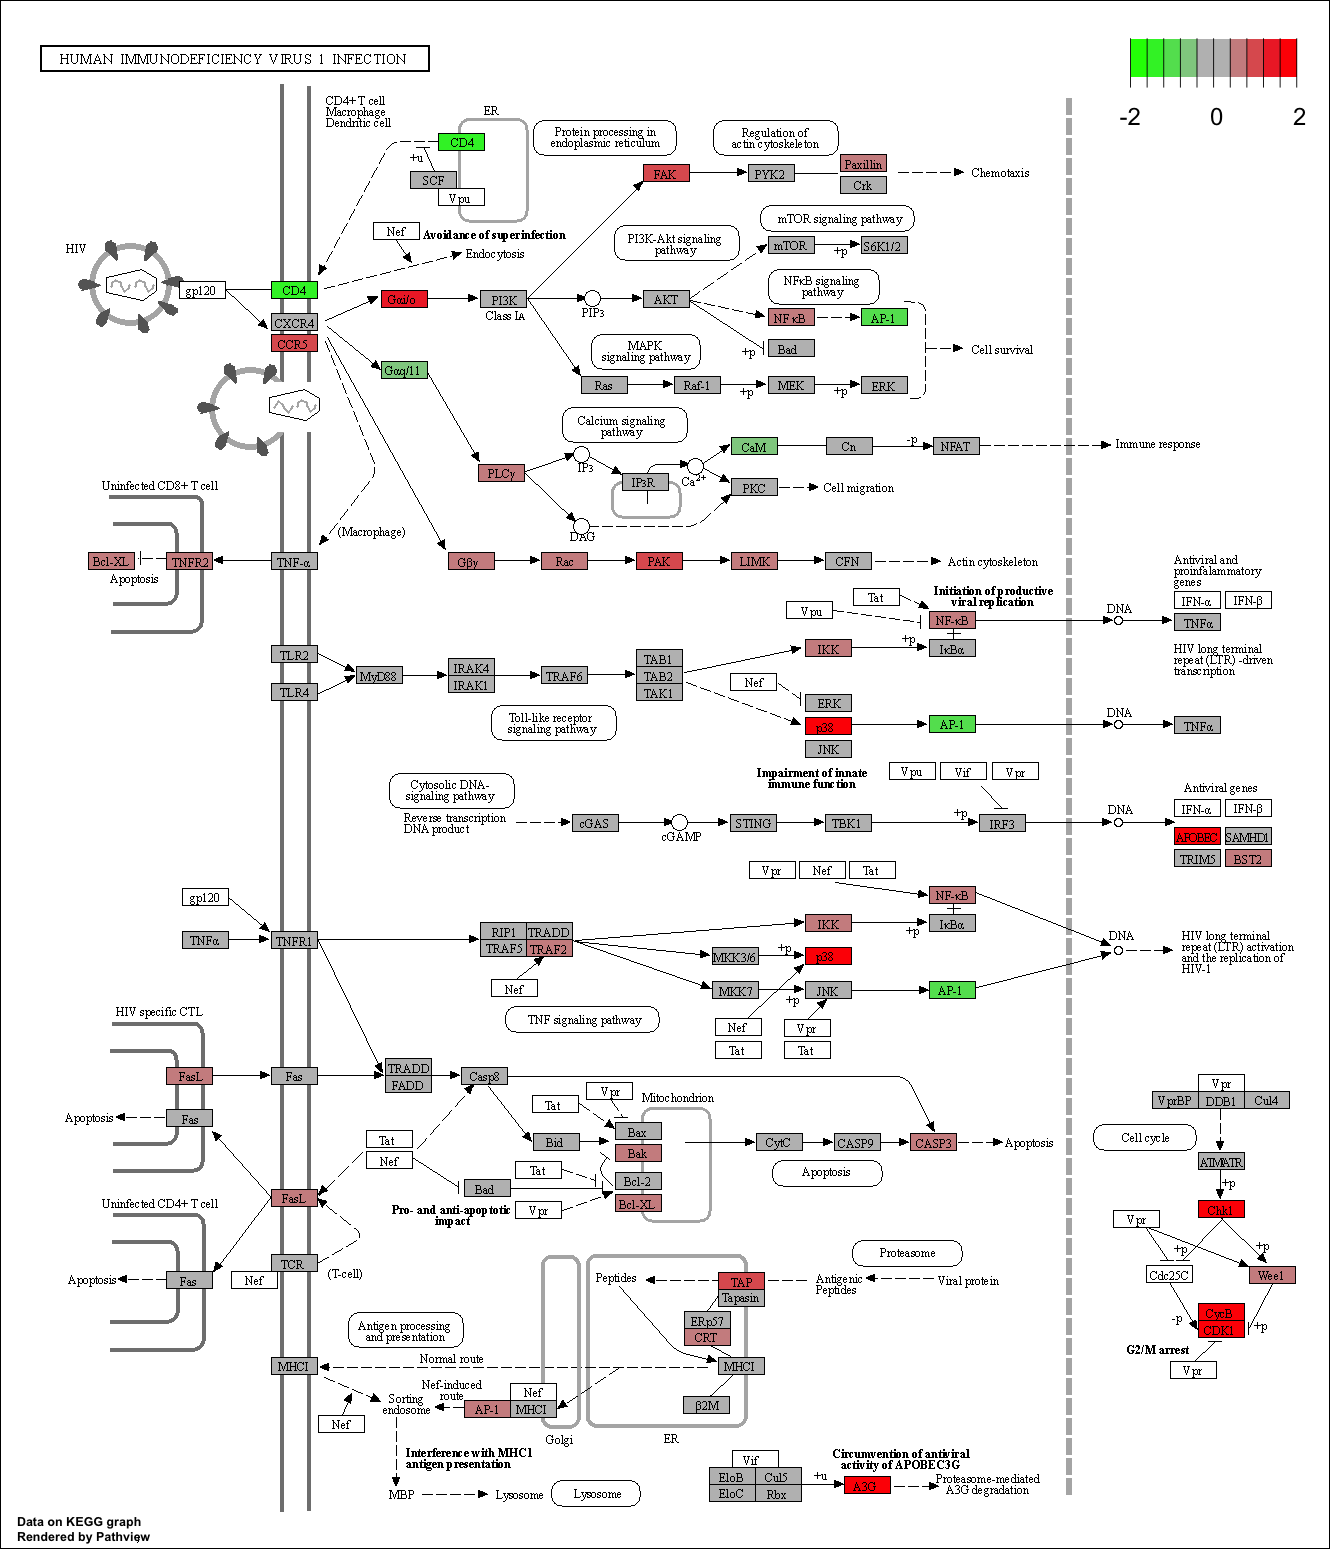 HUMAN IMMUNODEFICIENCY VIRUS 1 INFECTION
-2
0
2
CD4+ T cell
Macrophage
Dendritic cell
ER
CD4
+u
SCF
Vpu
Protein processing in
endoplasmic reticulum
Regulation of
actin cytoskeleton
FAK
PYK2
Paxillin
Crk
Chemotaxis
HIV
Nef
Avoidance of superinfection
Endocytosis
PI3K-Akt signaling
pathway
mTOR signaling pathway
mTOR
+p
S6K1/2
gp120
CD4
CXCR4
CCR5
Gαi/o
PI3K
Class IA
PIP3
AKT
NFκB signaling
pathway
NFκB
AP-1
+p
Bad
Cell survival
MAPK
signaling pathway
Gαq/11
Ras
Raf-1
+p
MEK
+p
ERK
Calcium signaling
pathway
PLCγ
IP3
IP3R
Ca2+
DAG
CaM
Cn
-p
NFAT
Immune response
PKC
Cell migration
Uninfected CD8+ T cell
(Macrophage)
Bcl-XL
TNFR2
Apoptosis
TNF-α
Gβγ
Rac
PAK
LIMK
CFN
Actin cytoskeleton
Antiviral and
proinfalammatory
genes
IFN-α
IFN-β
TNFα
Initiation of productive
viral replication
Tat
Vpu
NF-κB
DNA
IKK
+p
IκBα
HIV long terminal
repeat (LTR) -driven
transcription
TLR2
TLR4
MyD88
IRAK4
IRAK1
TRAF6
TAB1
TAB2
TAK1
Nef
ERK
p38
JNK
AP-1
DNA
TNFα
Toll-like receptor
signaling pathway
Impairment of innate
immune function
Vpu
Vif
Vpr
Cytosolic DNA-
signaling pathway
Reverse transcription
DNA product
cGAS
cGAMP
STING
TBK1
+p
IRF3
DNA
Antiviral genes
IFN-α
IFN-β
APOBEC
SAMHD1
TRIM5
BST2
Vpr
Nef
Tat
gp120
TNFα
TNFR1
RIP1
TRADD
TRAF5
TRAF2
Nef
NF-κB
IKK
+p
IκBα
MKK3/6
+p
p38
MKK7
+p
JNK
AP-1
DNA
HIV long terminal
repeat (LTR) activation
and the replication of
HIV-1
TNF signaling pathway
Nef
Tat
Vpr
Tat
HIV specific CTL
FasL
Fas
Apoptosis
Fas
TRADD
FADD
Casp8
Vpr
Tat
Mitochondrion
Bax
Bid
Bak
Tat
Bcl-2
Bcl-XL
Vpr
Bad
Tat
Nef
Pro- and anti-apoptotic
impact
CytC
CASP9
CASP3
Apoptosis
Apoptosis
FasL
Uninfected CD4+ T cell
Apoptosis
Fas
TCR
Nef
(T-cell)
Vpr
VprBP
DDB1
Cul4
Cell cycle
ATM/ATR
+p
Chk1
Vpr
+p
+p
Cdc25C
Wee1
-p
CycB
CDK1
+p
G2/M arrest
Vpr
Proteasome
Peptides
TAP
Tapasin
Antigenic
Peptides
Viral protein
ERp57
CRT
MHCI
β2M
Antigen processing
and presentation
MHCI
Normal route
Nef-induced
route
Nef
AP-1
MHCI
Sorting
endosome
Nef
Golgi
ER
Interference with MHC1
antigen presentation
MBP
Lysosome
Lysosome
Vif
EloB
Cul5
EloC
Rbx
+u
Circumvention of antiviral
activity of APOBEC3G
A3G
Proteasome-mediated
A3G degradation
Data on KEGG graph
Rendered by Pathview